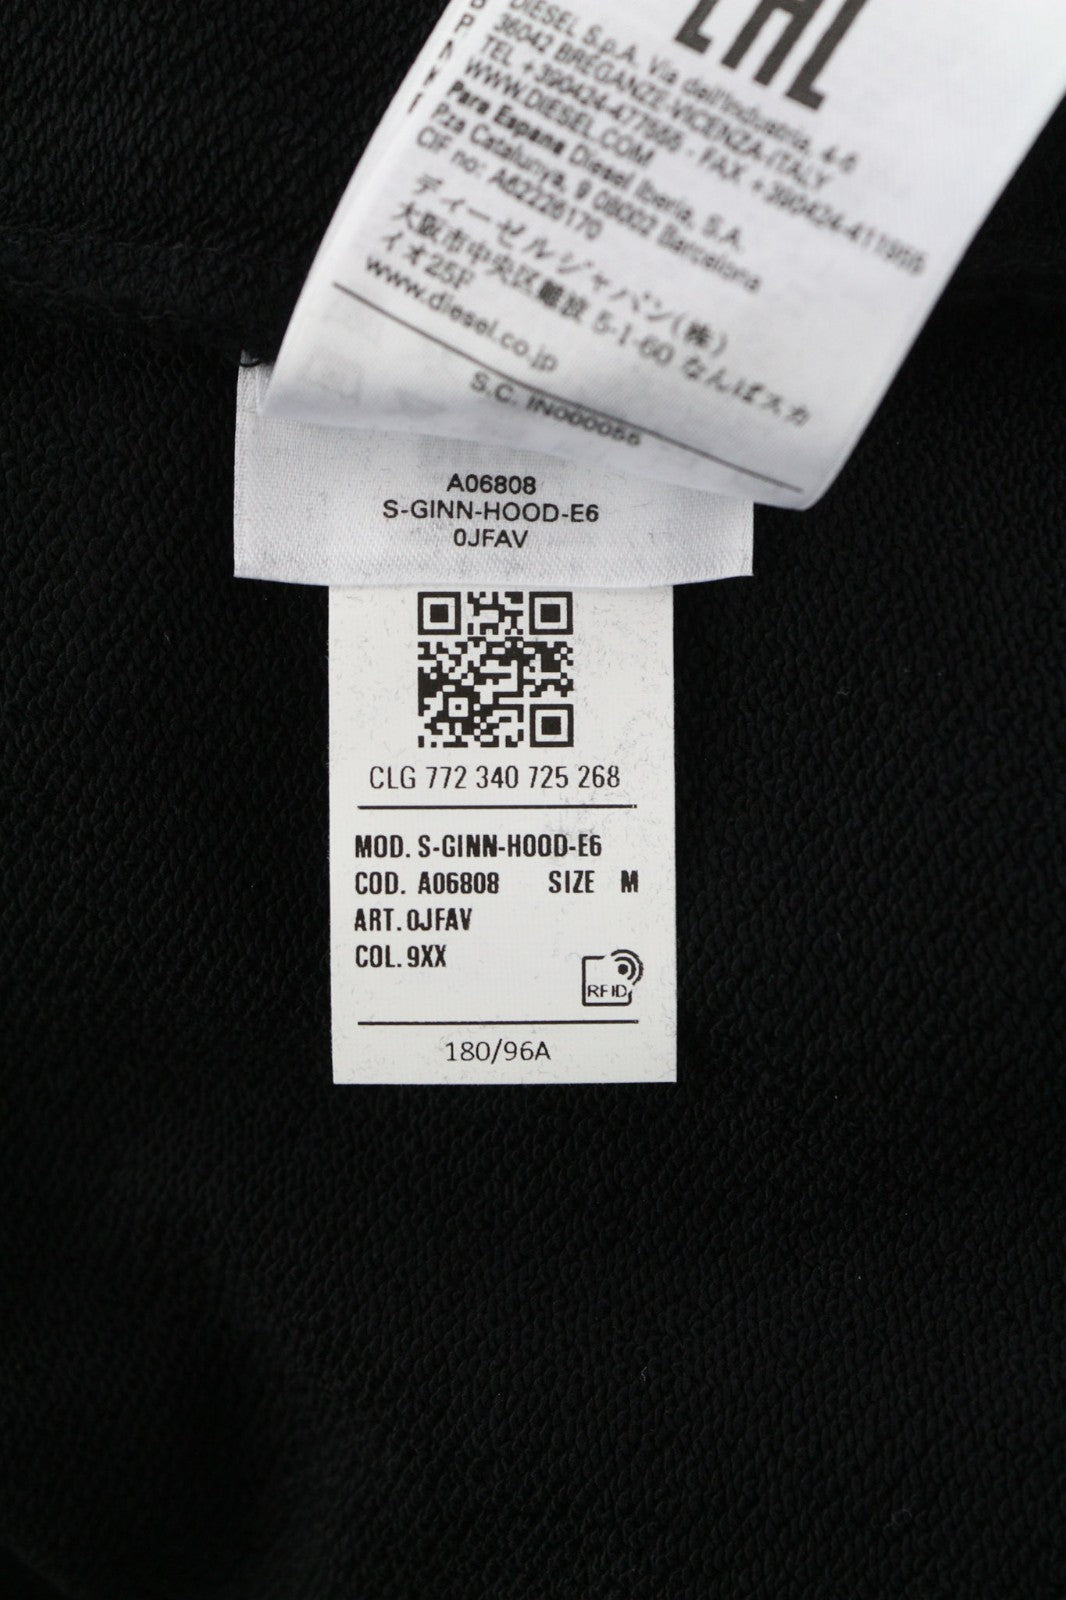 EAC
DIESEL S.p.A. Via dell'Industria, 4-6
36042 BREGANZE-VICENZA-ITALY
TEL +390424-477555 - FAX +390424-411955
WWW.DIESEL.COM
Para Espana Diesel Iberia, S.A.
Pza Catalunya, 9 08002 Barcelona
CIF no: A62226170
ディーゼルジャパン(株)
大阪市中央区難波 5-1-60 なんばスカ
イオ25F
www.diesel.co.jp
S.C. IN000056
A06808
S-GINN-HOOD-E6
0JFAV
CLG 772 340 725 268
MOD. S-GINN-HOOD-E6
COD. A06808 SIZE M
ART. 0JFAV
COL. 9XX
RFID
180/96A